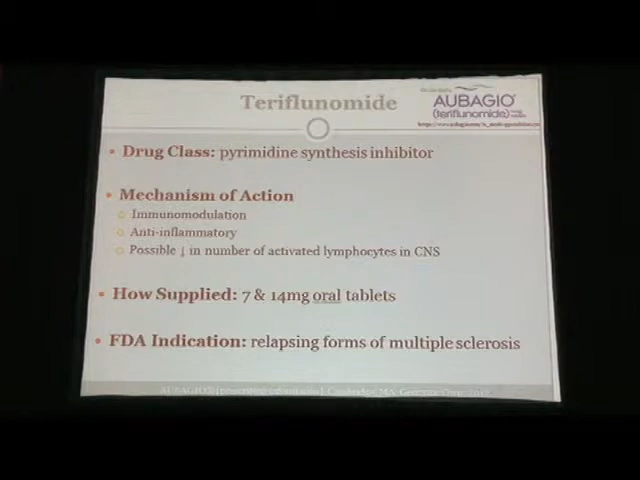 Teriflunomide
AUBAGIO
(teriflunomide)
• Drug Class: pyrimidine synthesis inhibitor
• Mechanism of Action
Immunomodulation
Anti-inflammatory
Possible ↓ in number of activated lymphocytes in CNS
• How Supplied: 7 & 14mg oral tablets
• FDA Indication: relapsing forms of multiple sclerosis